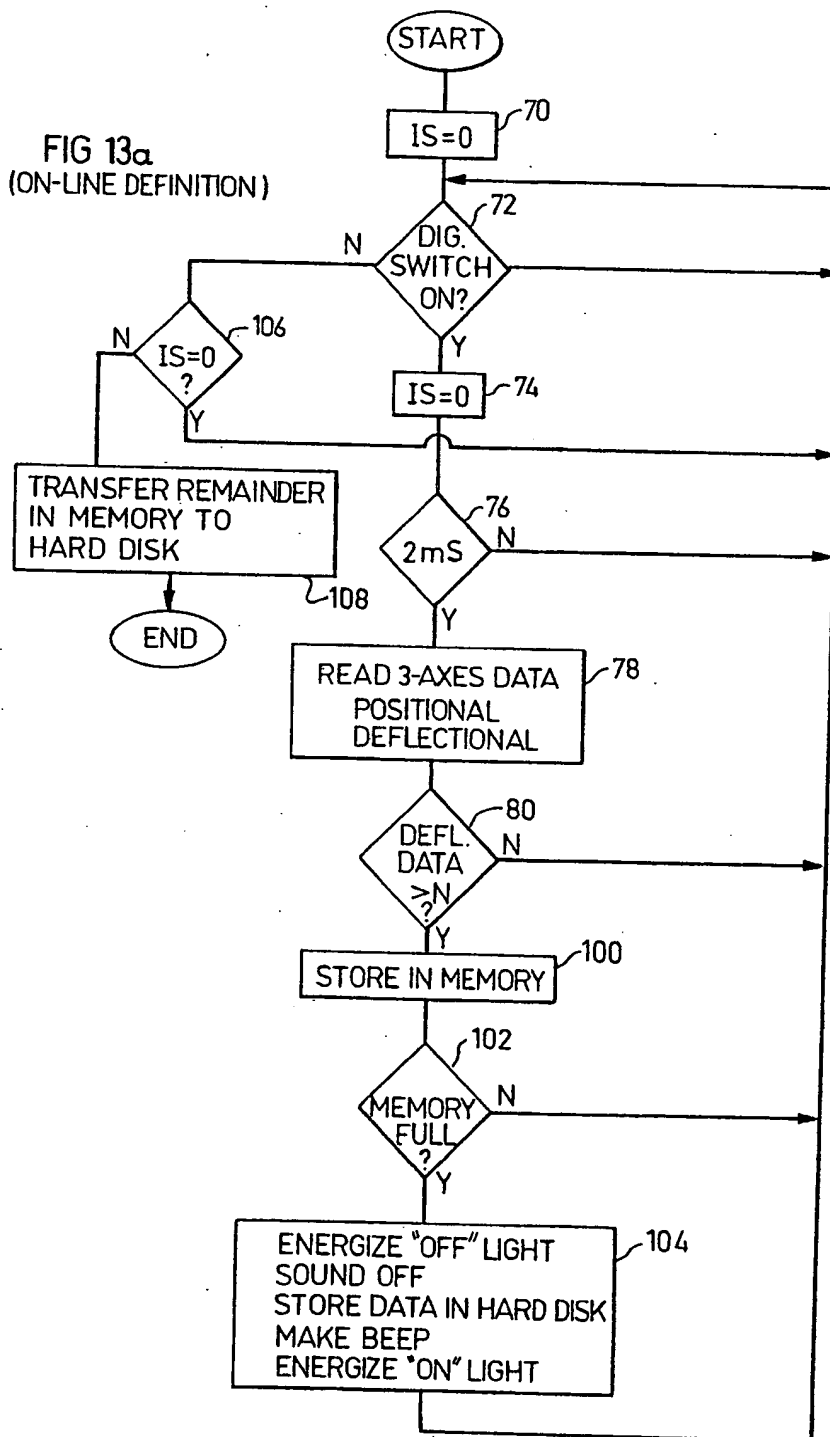 START
70
IS=0
FIG 13a
(ON-LINE DEFINITION)
72
N
DIG.
SWITCH
ON?
Y
106
N
IS=0
?
Y
74
IS=0
TRANSFER REMAINDER
IN MEMORY TO
HARD DISK
108
END
76
2mS
N
Y
READ 3-AXES DATA
POSITIONAL
DEFLECTIONAL
78
80
DEFL.
DATA
>N
?
N
Y
STORE IN MEMORY
100
102
MEMORY
FULL
?
N
Y
ENERGIZE "OFF" LIGHT
SOUND OFF
STORE DATA IN HARD DISK
MAKE BEEP
ENERGIZE "ON" LIGHT
104